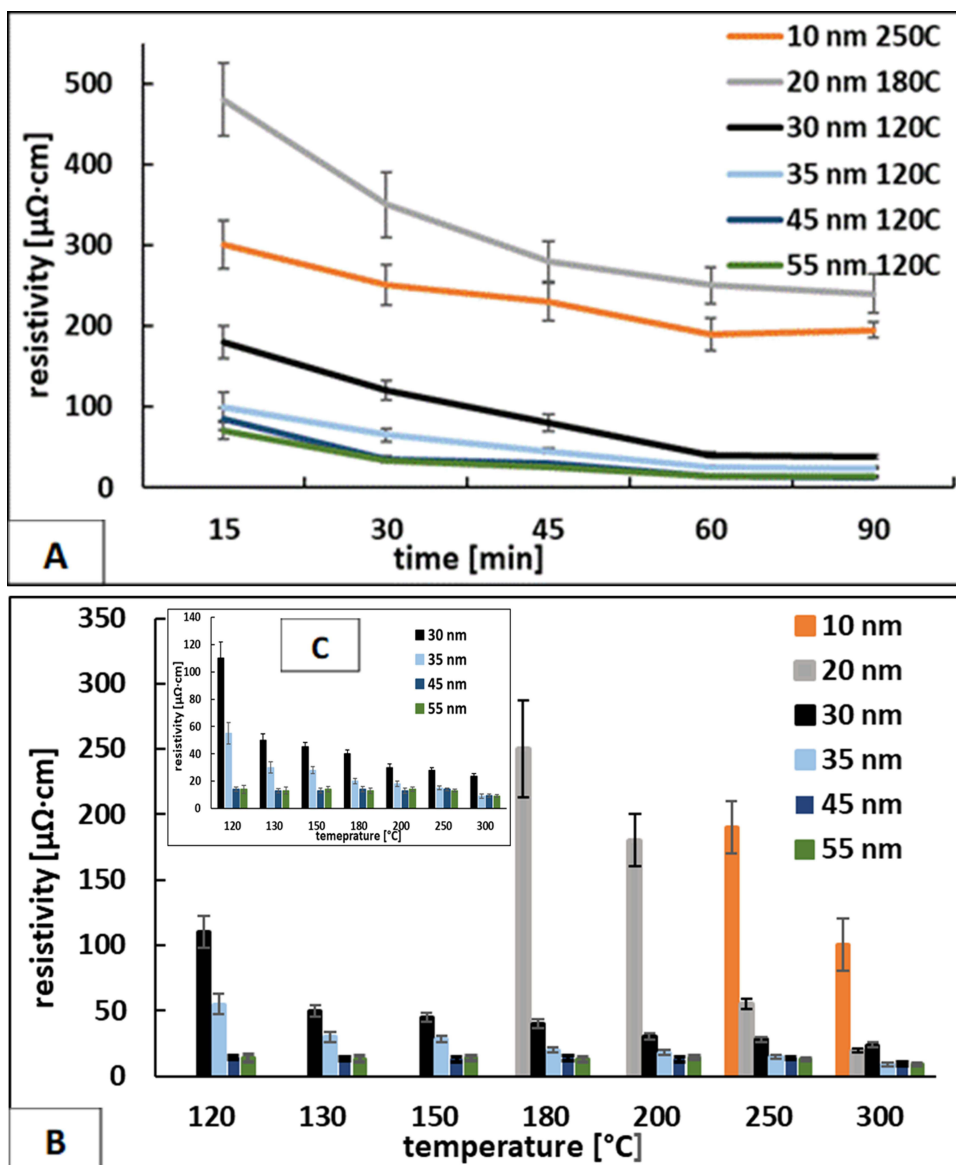 10 nm 250C
20 nm 180C
30 nm 120C
35 nm 120C
45 nm 120C
55 nm 120C
resistivity [μΩ·cm]
500
400
300
200
100
0
15 30 45 60 90
time [min]
A
350
300
250
200
150
100
50
0
resistivity [μΩ·cm]
10 nm
20 nm
30 nm
35 nm
45 nm
55 nm
C
140
120
100
80
60
40
20
0
resistivity [μΩ·cm]
30 nm
35 nm
45 nm
55 nm
120 130 150 180 200 250 300
temeprature [°C]
120 130 150 180 200 250 300
temperature [°C]
B